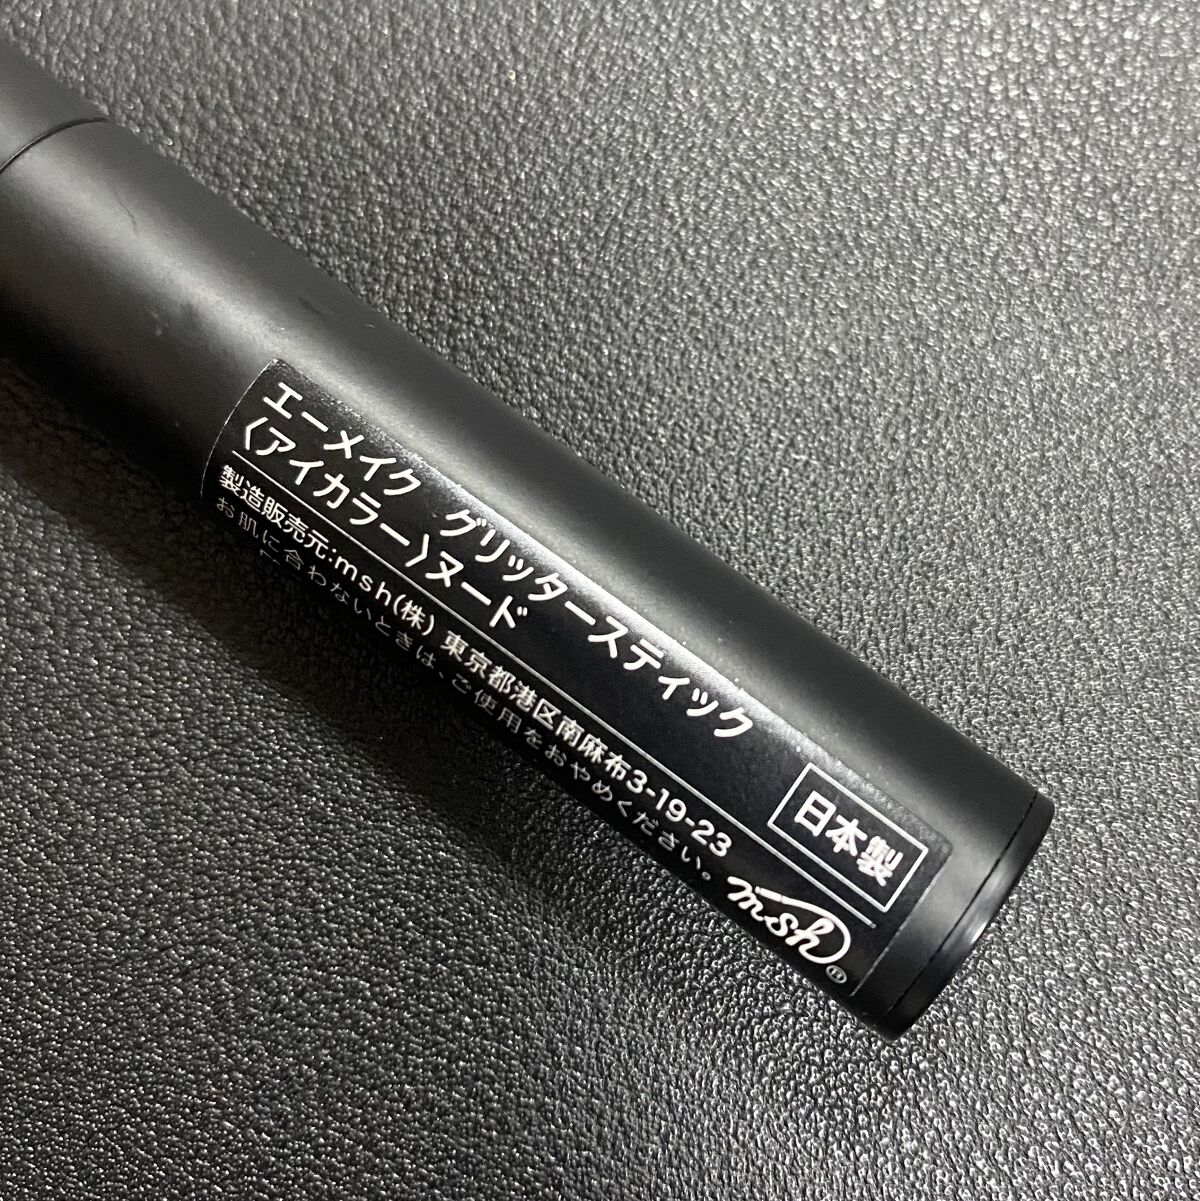 エーメイク グリッタースティック
〈アイカラー〉ヌード
製造販売元:msh(株) 東京都港区南麻布3-19-23
お肌に合わないときは、ご使用をおやめください。
日本製
msh®